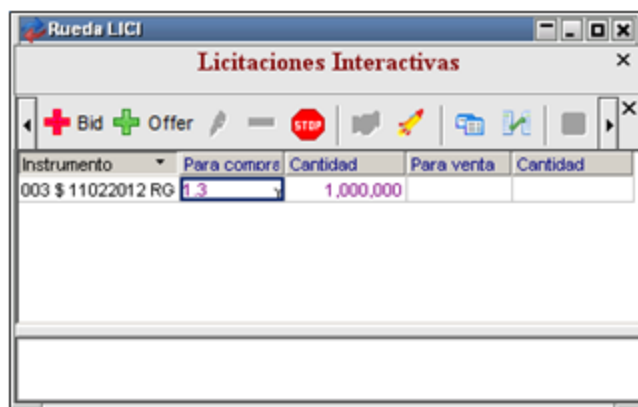 Rueda LICI
Licitaciones Interactivas
Bid Offer STOP
Instrumento Para compra Cantidad Para venta Cantidad
003 $ 11022012 RG 1.3 1,000,000